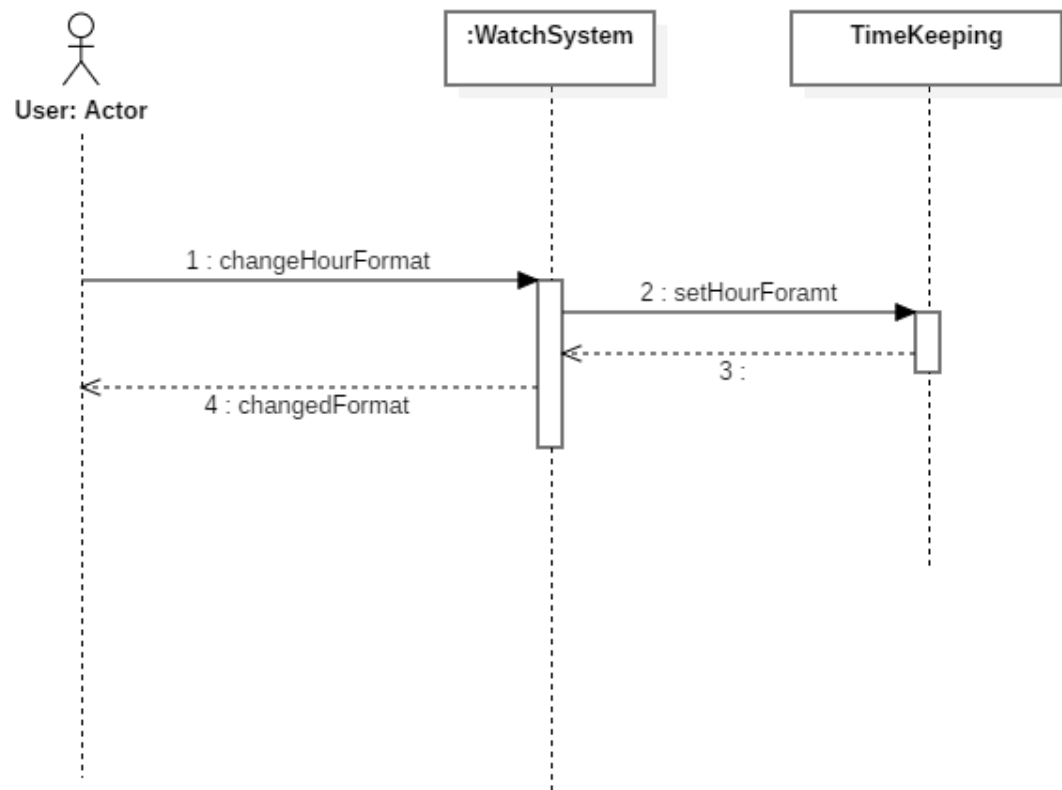 :WatchSystem
TimeKeeping
User: Actor
1 : changeHourFormat
2 : setHourForamt
3 :
4 : changedFormat